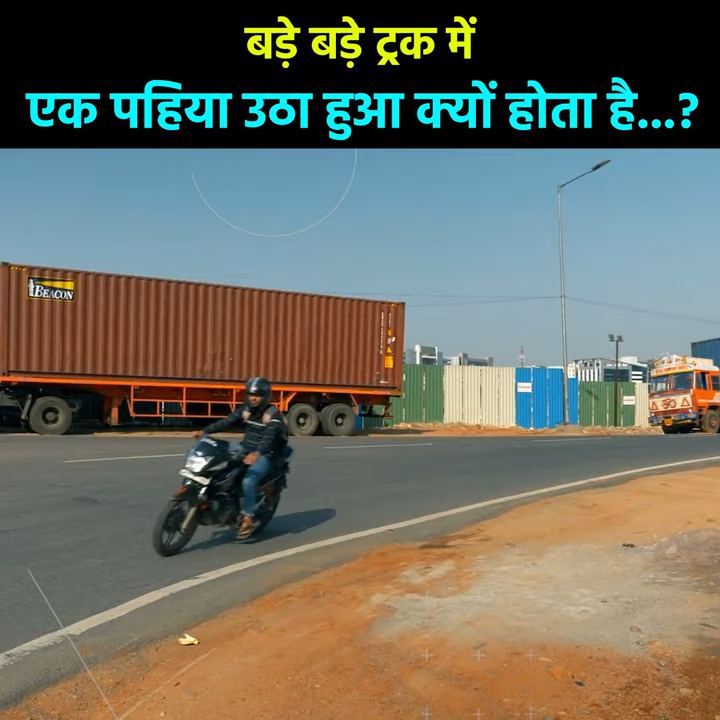 बड़े बड़े ट्रक में
एक पहिया उठा हुआ क्यों होता है...?
BEACON